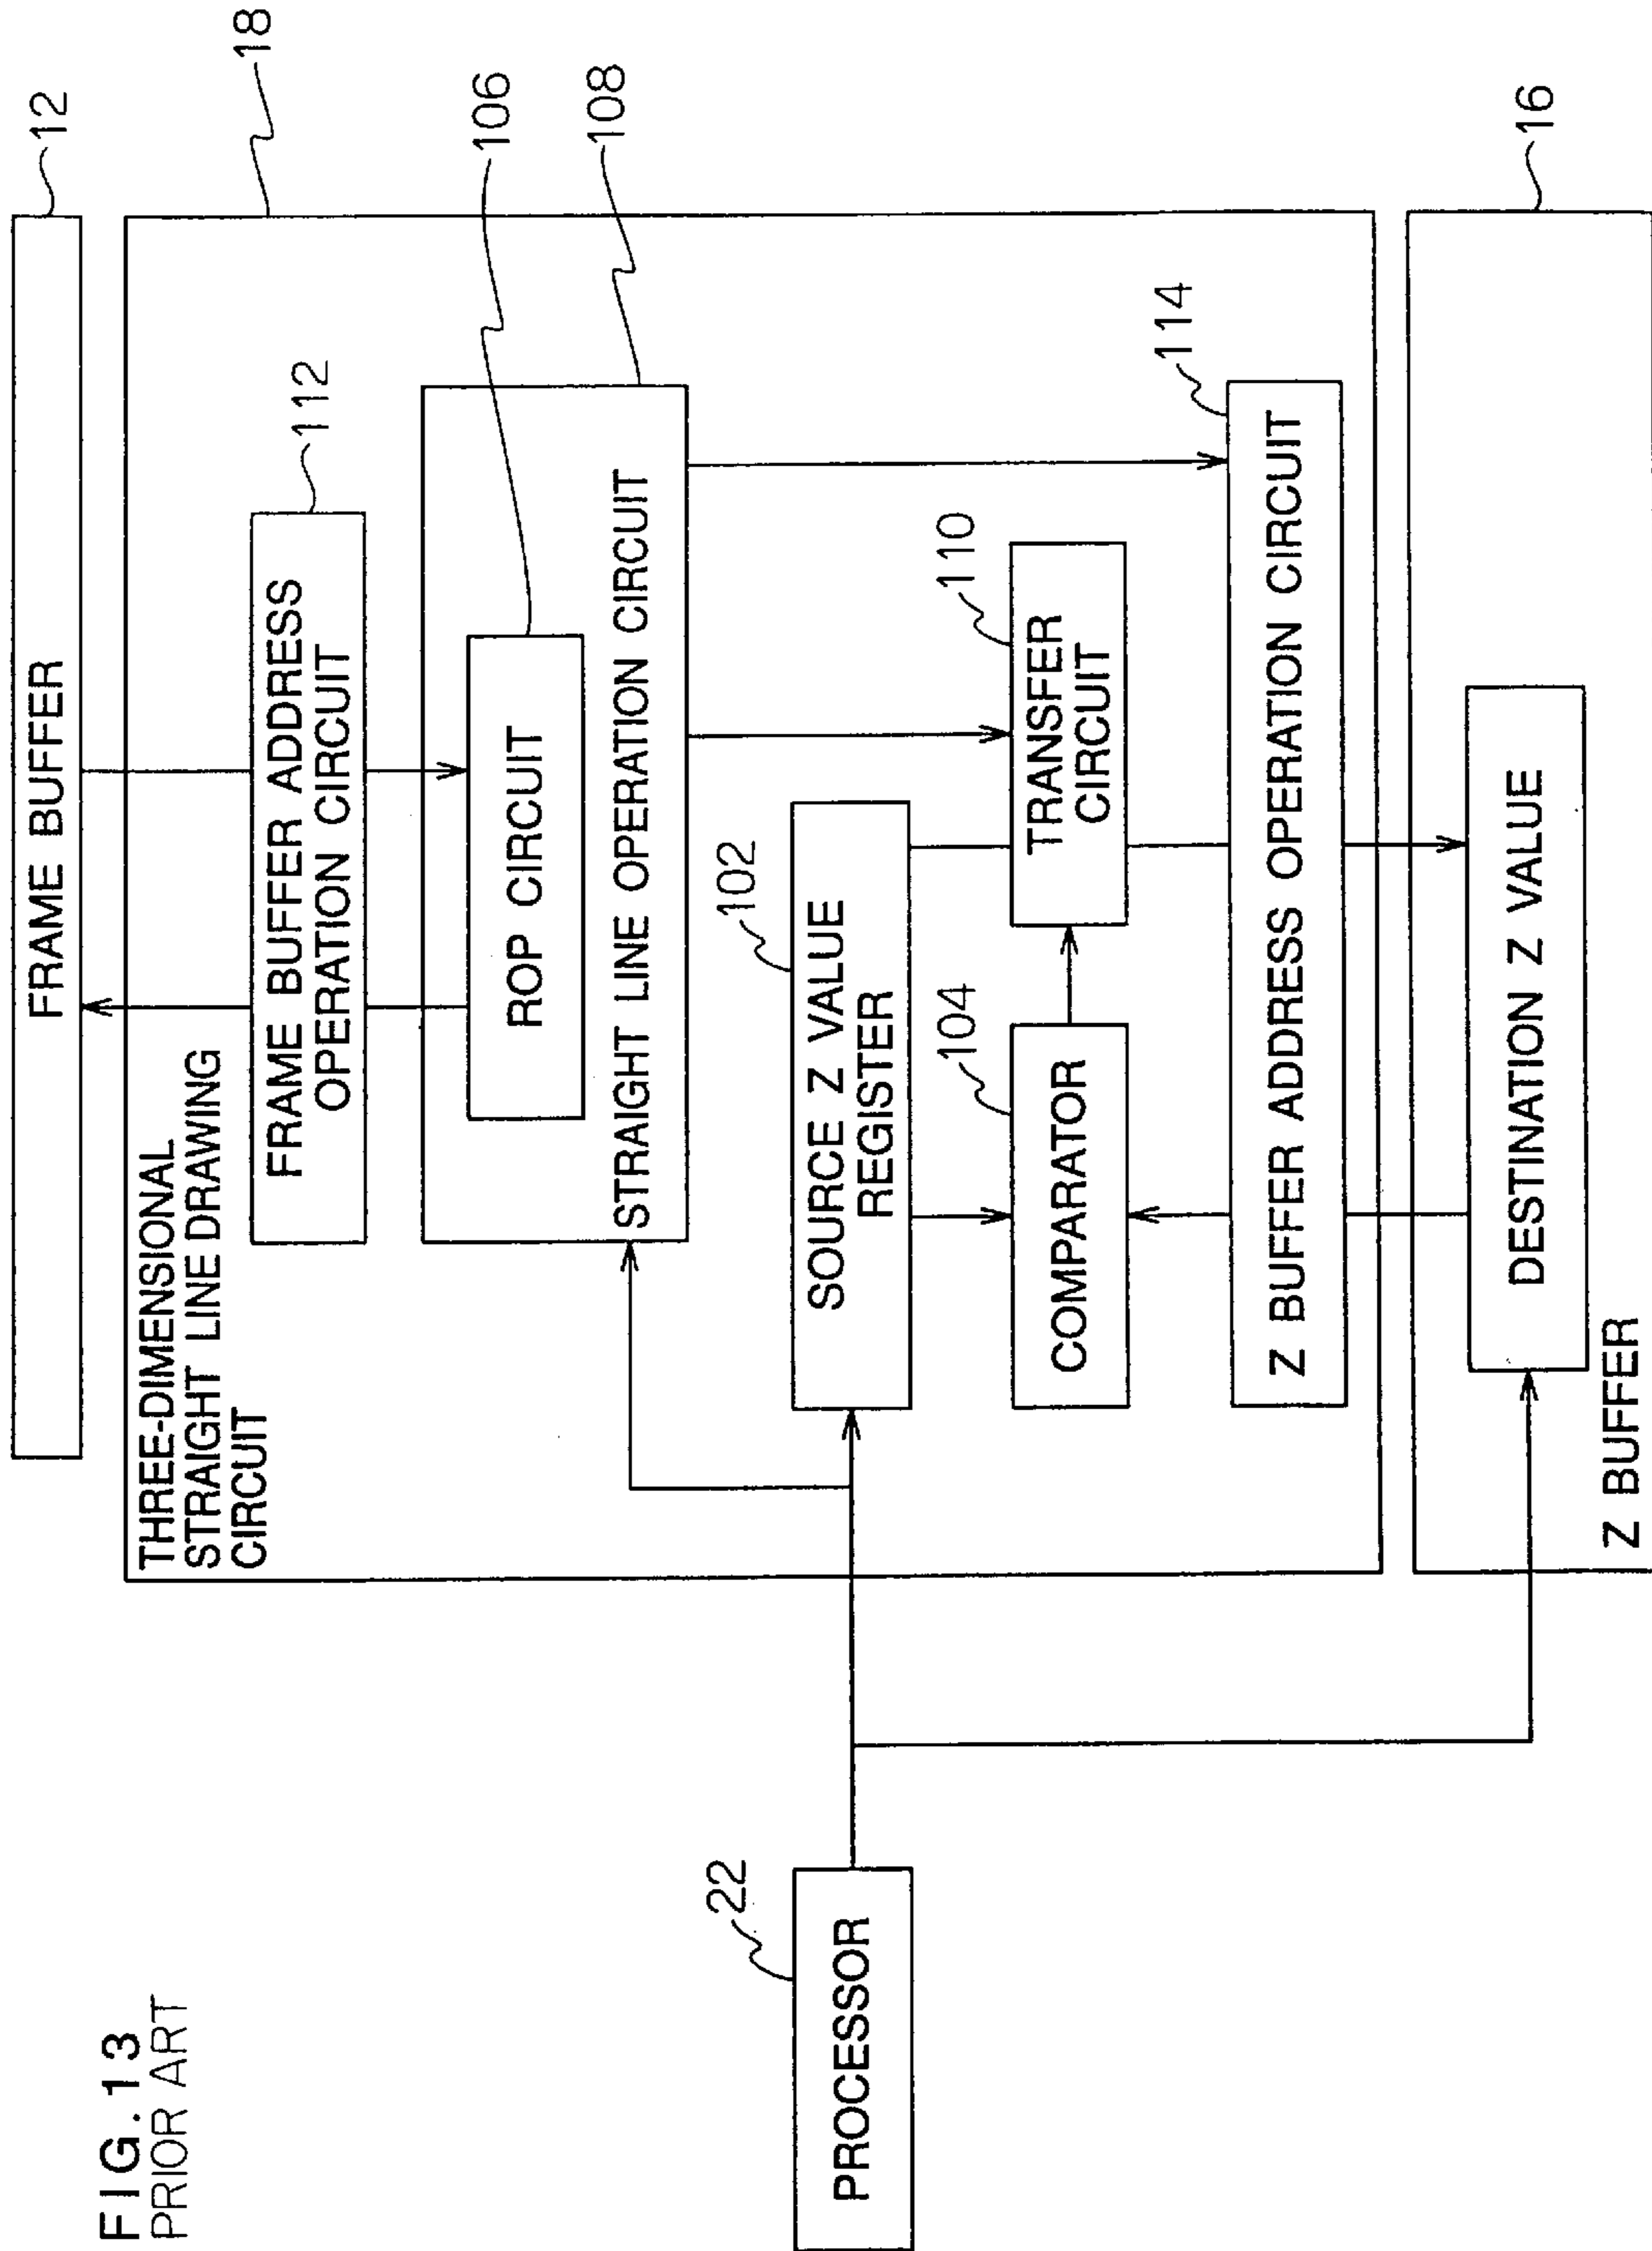 FIG.13
PRIOR ART
FRAME BUFFER
12
THREE-DIMENSIONAL
STRAIGHT LINE DRAWING
CIRCUIT
18
FRAME BUFFER ADDRESS
OPERATION CIRCUIT
112
ROP CIRCUIT
106
STRAIGHT LINE OPERATION CIRCUIT
108
PROCESSOR
22
SOURCE Z VALUE
REGISTER
102
COMPARATOR
104
TRANSFER
CIRCUIT
110
Z BUFFER ADDRESS OPERATION CIRCUIT
114
DESTINATION Z VALUE
Z BUFFER
16